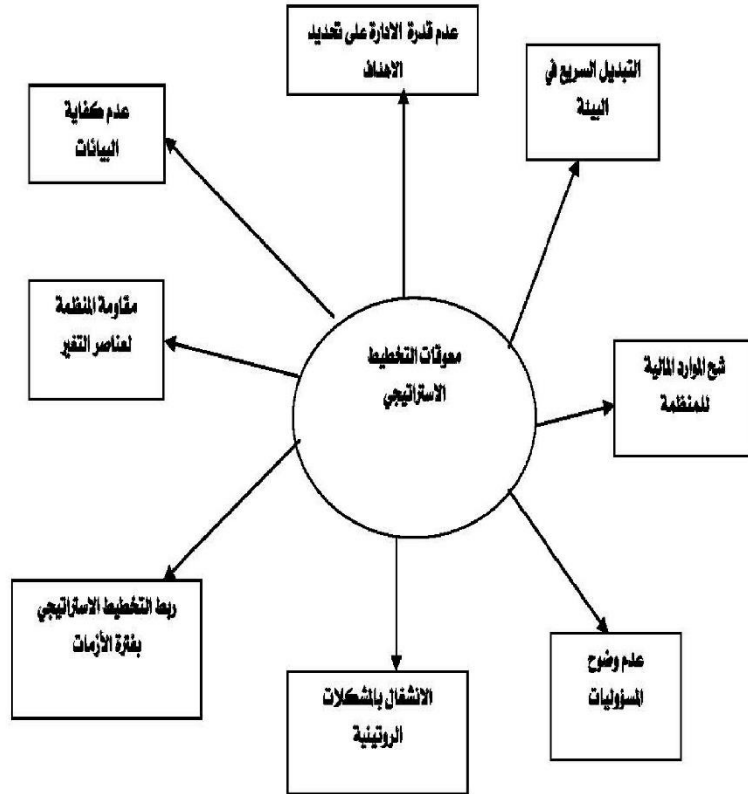 عدم قدرة الادارة على تحديد
الاهداف
التبديل السريع في
البيئة
عدم كفاية
البيانات
مقاومة المنظمة
لعناصر التغير
معوقات التخطيط
الاستراتيجي
شح الموارد المالية
للمنظمة
ربط التخطيط الاستراتيجي
بفترة الأزمات
عدم وضوح
المسؤوليات
الانشغال بالمشكلات
الروتينية